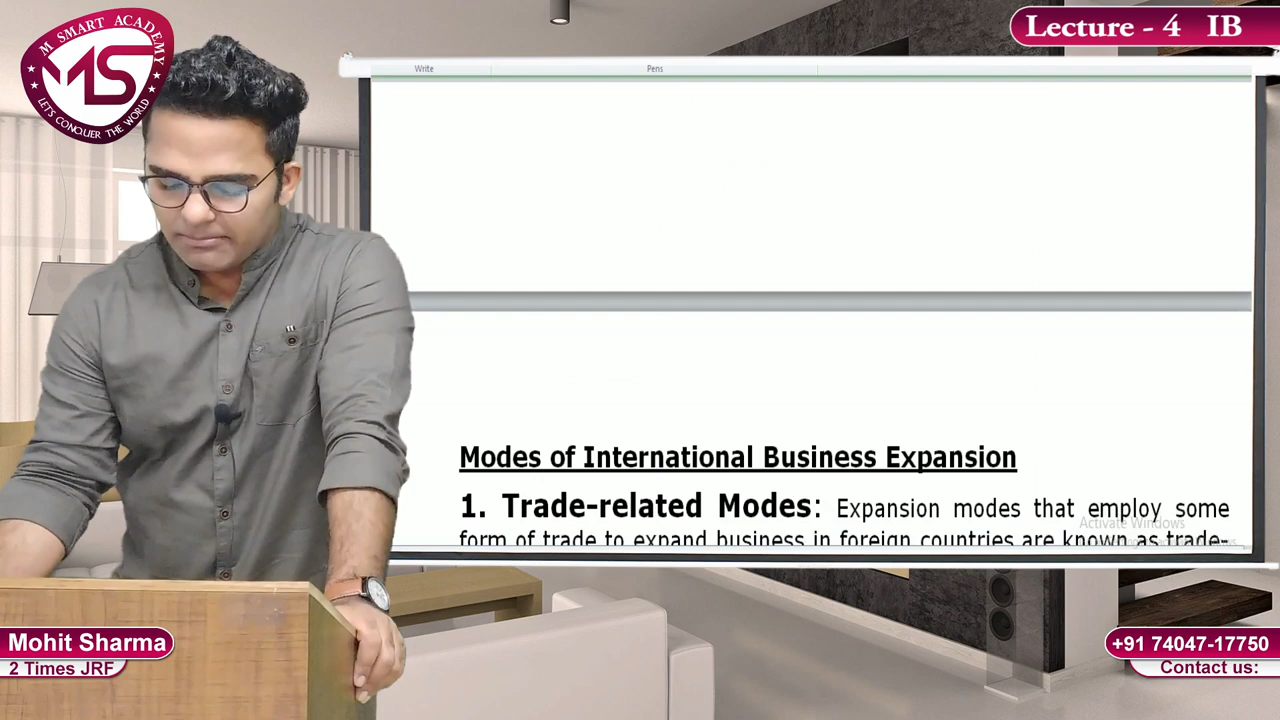 M SMART ACADEMY
MS
LET'S CONQUER THE WORLD
Lecture - 4 IB
Write
Pens
Modes of International Business Expansion
1. Trade-related Modes: Expansion modes that employ some
form of trade to expand business in foreign countries are known as trade-
Activate Windows
Mohit Sharma
2 Times JRF
+91 74047-17750
Contact us: